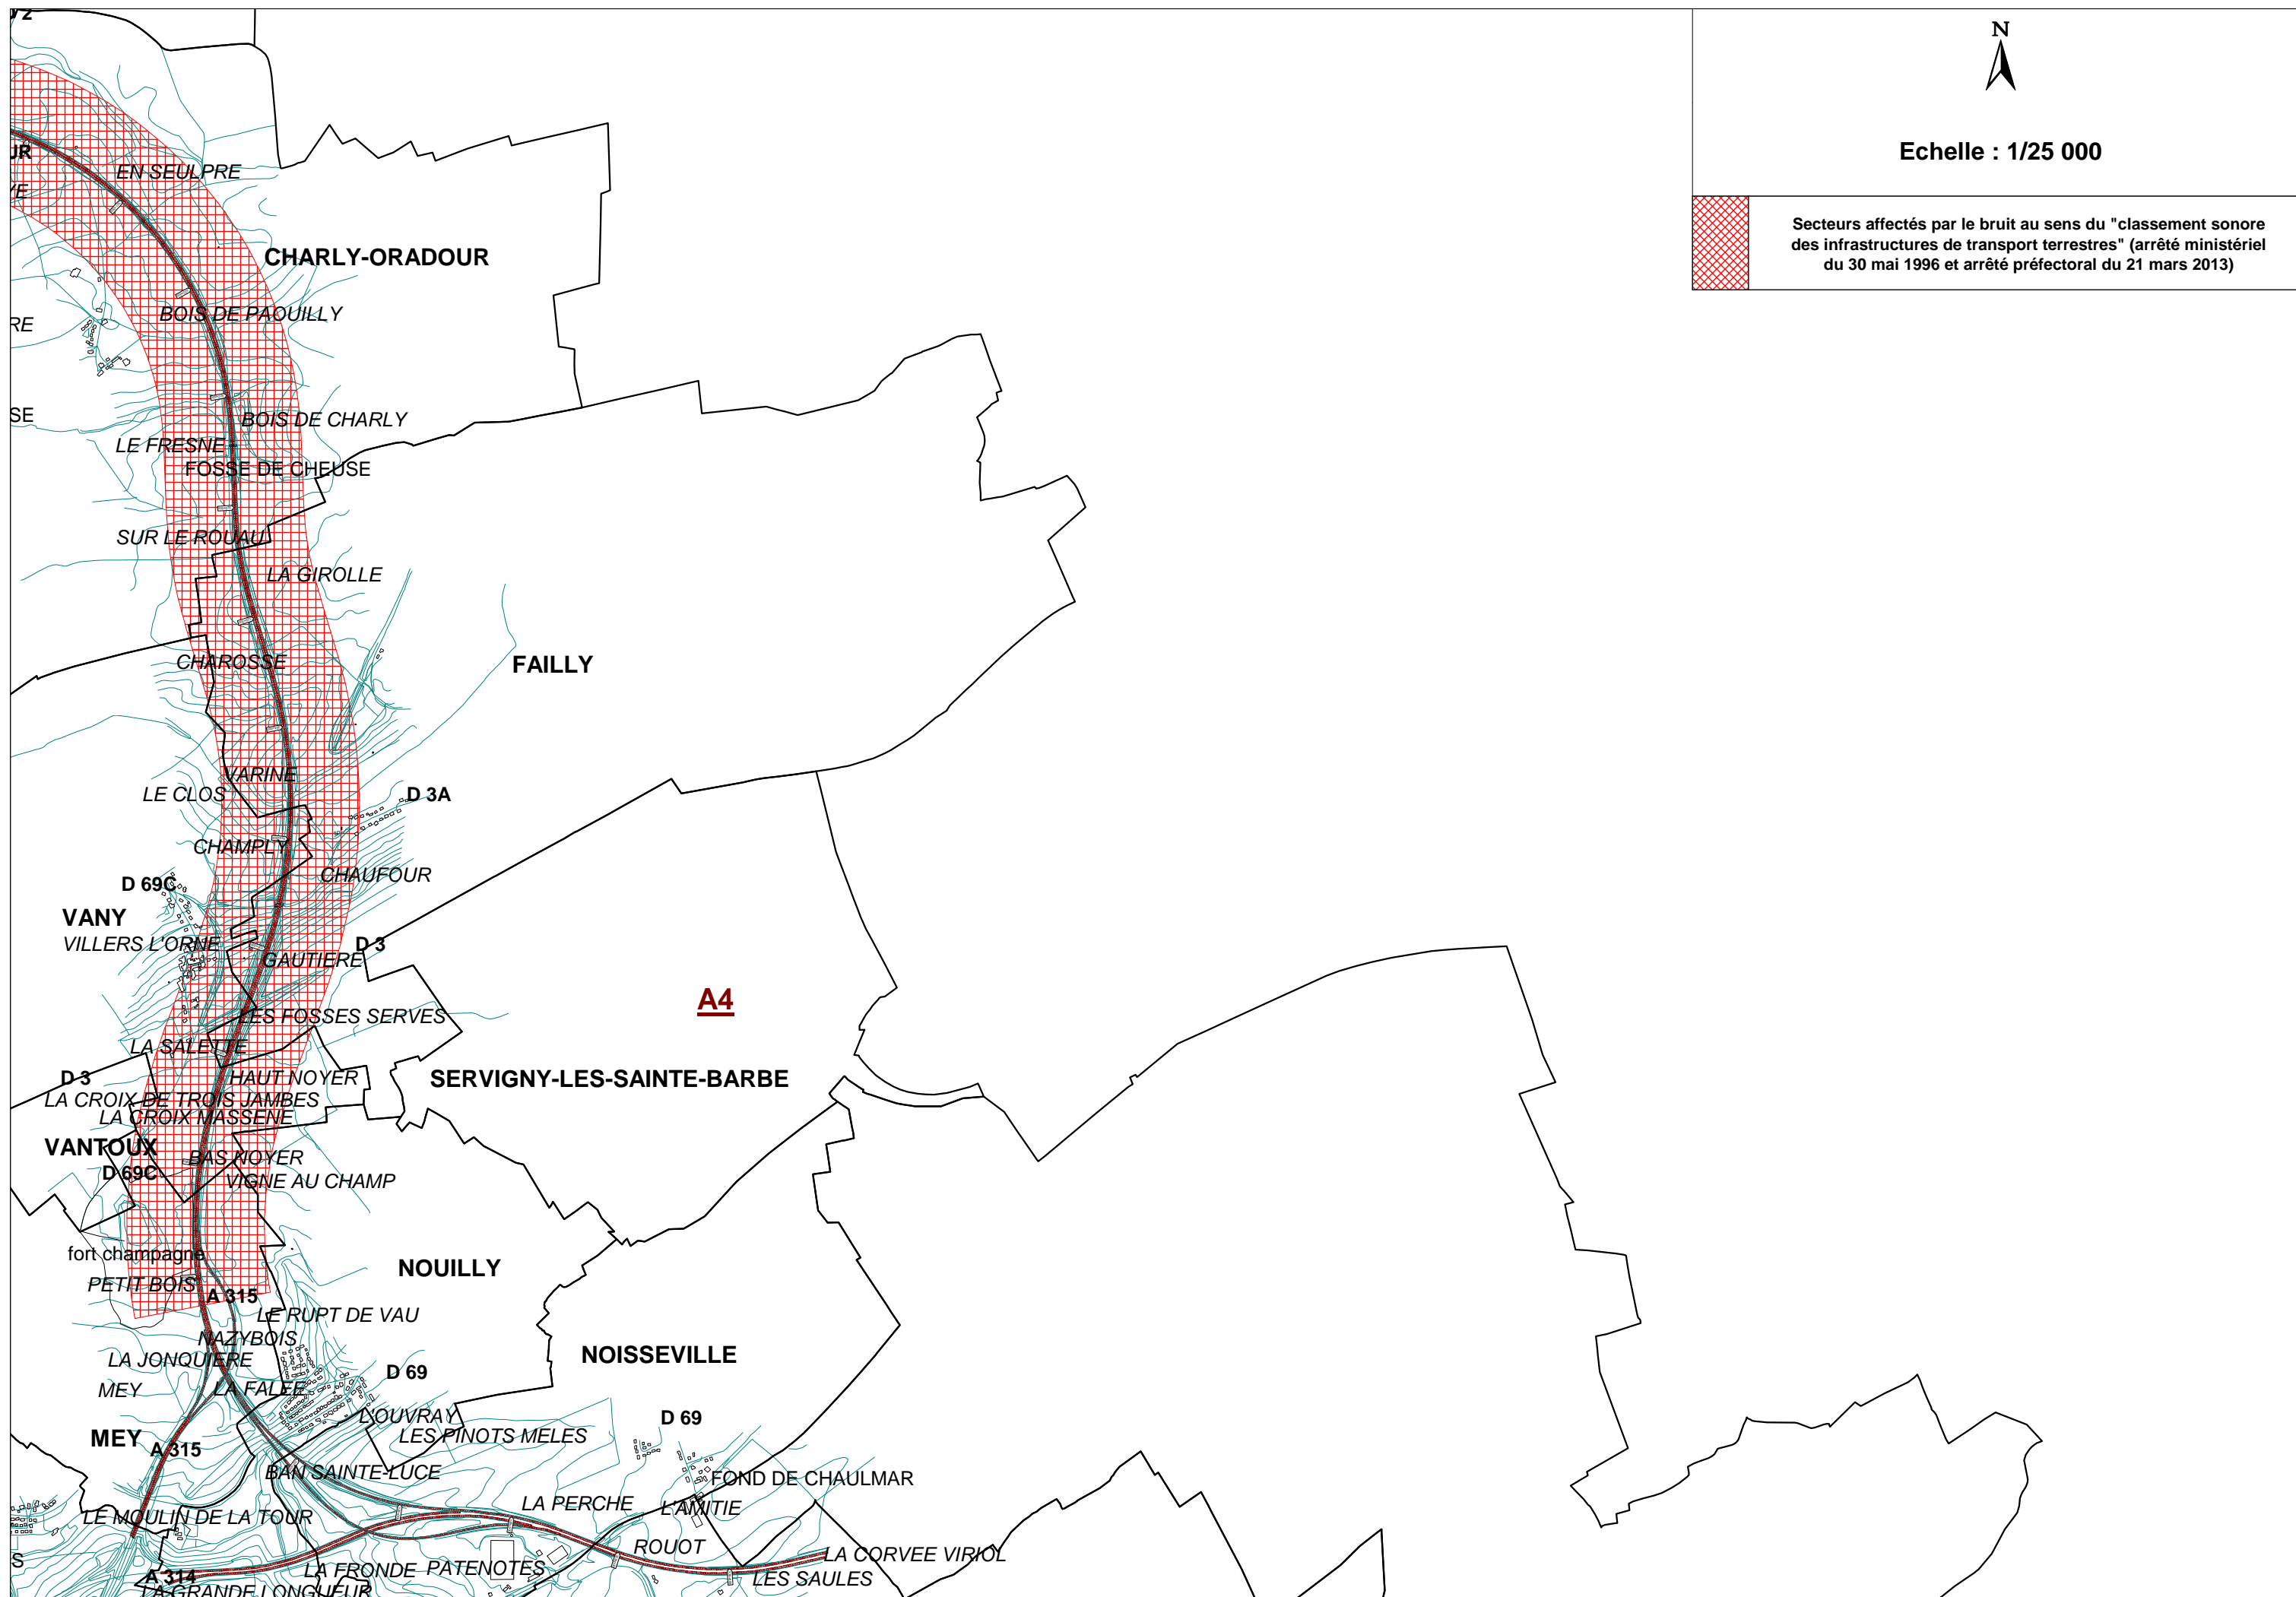 N
Echelle : 1/25 000
Secteurs affectés par le bruit au sens du "classement sonore
des infrastructures de transport terrestres" (arrêté ministériel
du 30 mai 1996 et arrêté préfectoral du 21 mars 2013)
EN SEULPRE
CHARLY-ORADOUR
BOIS DE PAOUILLY
RE
SE
BOIS DE CHARLY
LE FRESNE
FOSSE DE CHEUSE
SUR LE ROUAU
LA GIROLLE
CHAROSSE
FAILLY
VARINE
LE CLOS
D 3A
CHAMPLY
CHAUFOUR
D 69C
VANY
VILLERS L'ORNE
D 3
GAUTIERE
A4
LES FOSSES SERVES
LA SALETTE
D 3
HAUT NOYER
SERVIGNY-LES-SAINTE-BARBE
LA CROIX DE TROIS JAMBES
LA CROIX MASSENE
VANTOUX
BAS NOYER
D 69C
VIGNE AU CHAMP
fort champagne
NOUILLY
PETIT BOIS
A 315
LE RUPT DE VAU
NAZYBOIS
NOISSEVILLE
LA JONQUIERE
D 69
MEY
LA FALEE
L'OUVRAY
D 69
LES PINOTS MELES
MEY
A 315
BAN SAINTE-LUCE
FOND DE CHAULMAR
LA PERCHE
L'AMITIE
LE MOULIN DE LA TOUR
ROUOT
LA CORVEE VIRIOL
S
LA FRONDE
PATENOTES
A 314
LES SAULES
LA GRANDE LONGUEUR